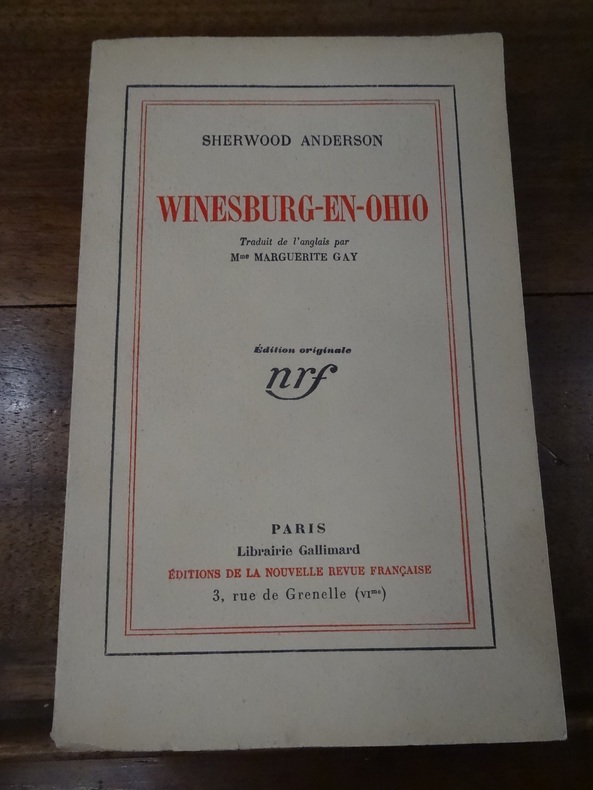 SHERWOOD ANDERSON
WINESBURG-EN-OHIO
Traduit de l'anglais par
Mme MARGUERITE GAY
Édition originale
nrf
PARIS
Librairie Gallimard
ÉDITIONS DE LA NOUVELLE REVUE FRANÇAISE
3, rue de Grenelle (VIme)